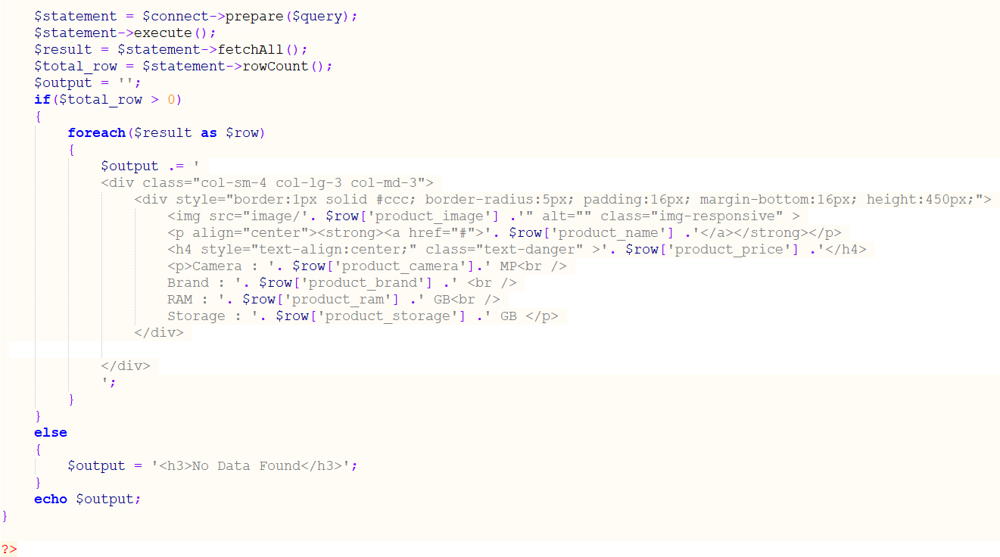 $statement = $connect->prepare($query);
$statement->execute();
$result = $statement->fetchAll();
$total_row = $statement->rowCount();
$output = '';
if($total_row > 0)
{
foreach($result as $row)
{
$output .= '
<div class="col-sm-4 col-lg-3 col-md-3">
<div style="border:1px solid #ccc; border-radius:5px; padding:16px; margin-bottom:16px; height:450px;">
<img src="image/'. $row['product_image'] .'" alt="" class="img-responsive" >
<p align="center"><strong><a href="#">'. $row['product_name'] .'</a></strong></p>
<h4 style="text-align:center;" class="text-danger" >'. $row['product_price'] .'</h4>
<p>Camera : '. $row['product_camera'].' MP<br />
Brand : '. $row['product_brand'] .' <br />
RAM : '. $row['product_ram'] .' GB<br />
Storage : '. $row['product_storage'] .' GB </p>
</div>
</div>
';
}
}
else
{
$output = '<h3>No Data Found</h3>';
}
echo $output;
}
?>